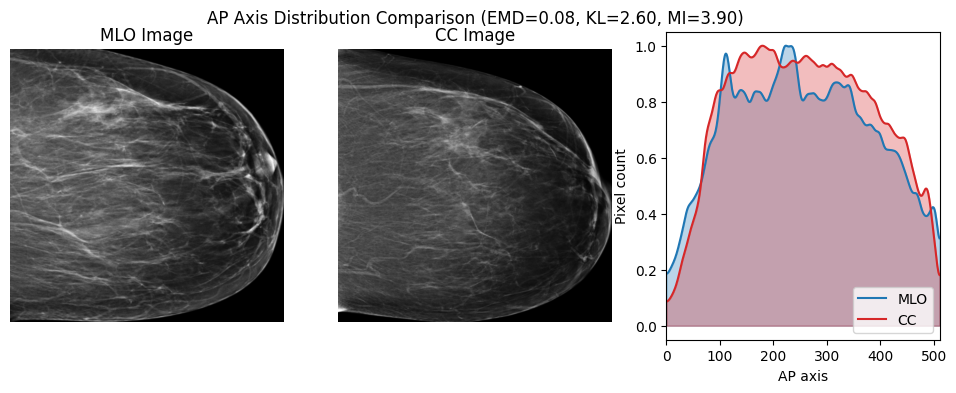 AP Axis Distribution Comparison (EMD=0.08, KL=2.60, MI=3.90)
MLO Image
CC Image
Pixel count
1.0
0.8
0.6
0.4
0.2
0.0
MLO
CC
0 100 200 300 400 500
AP axis